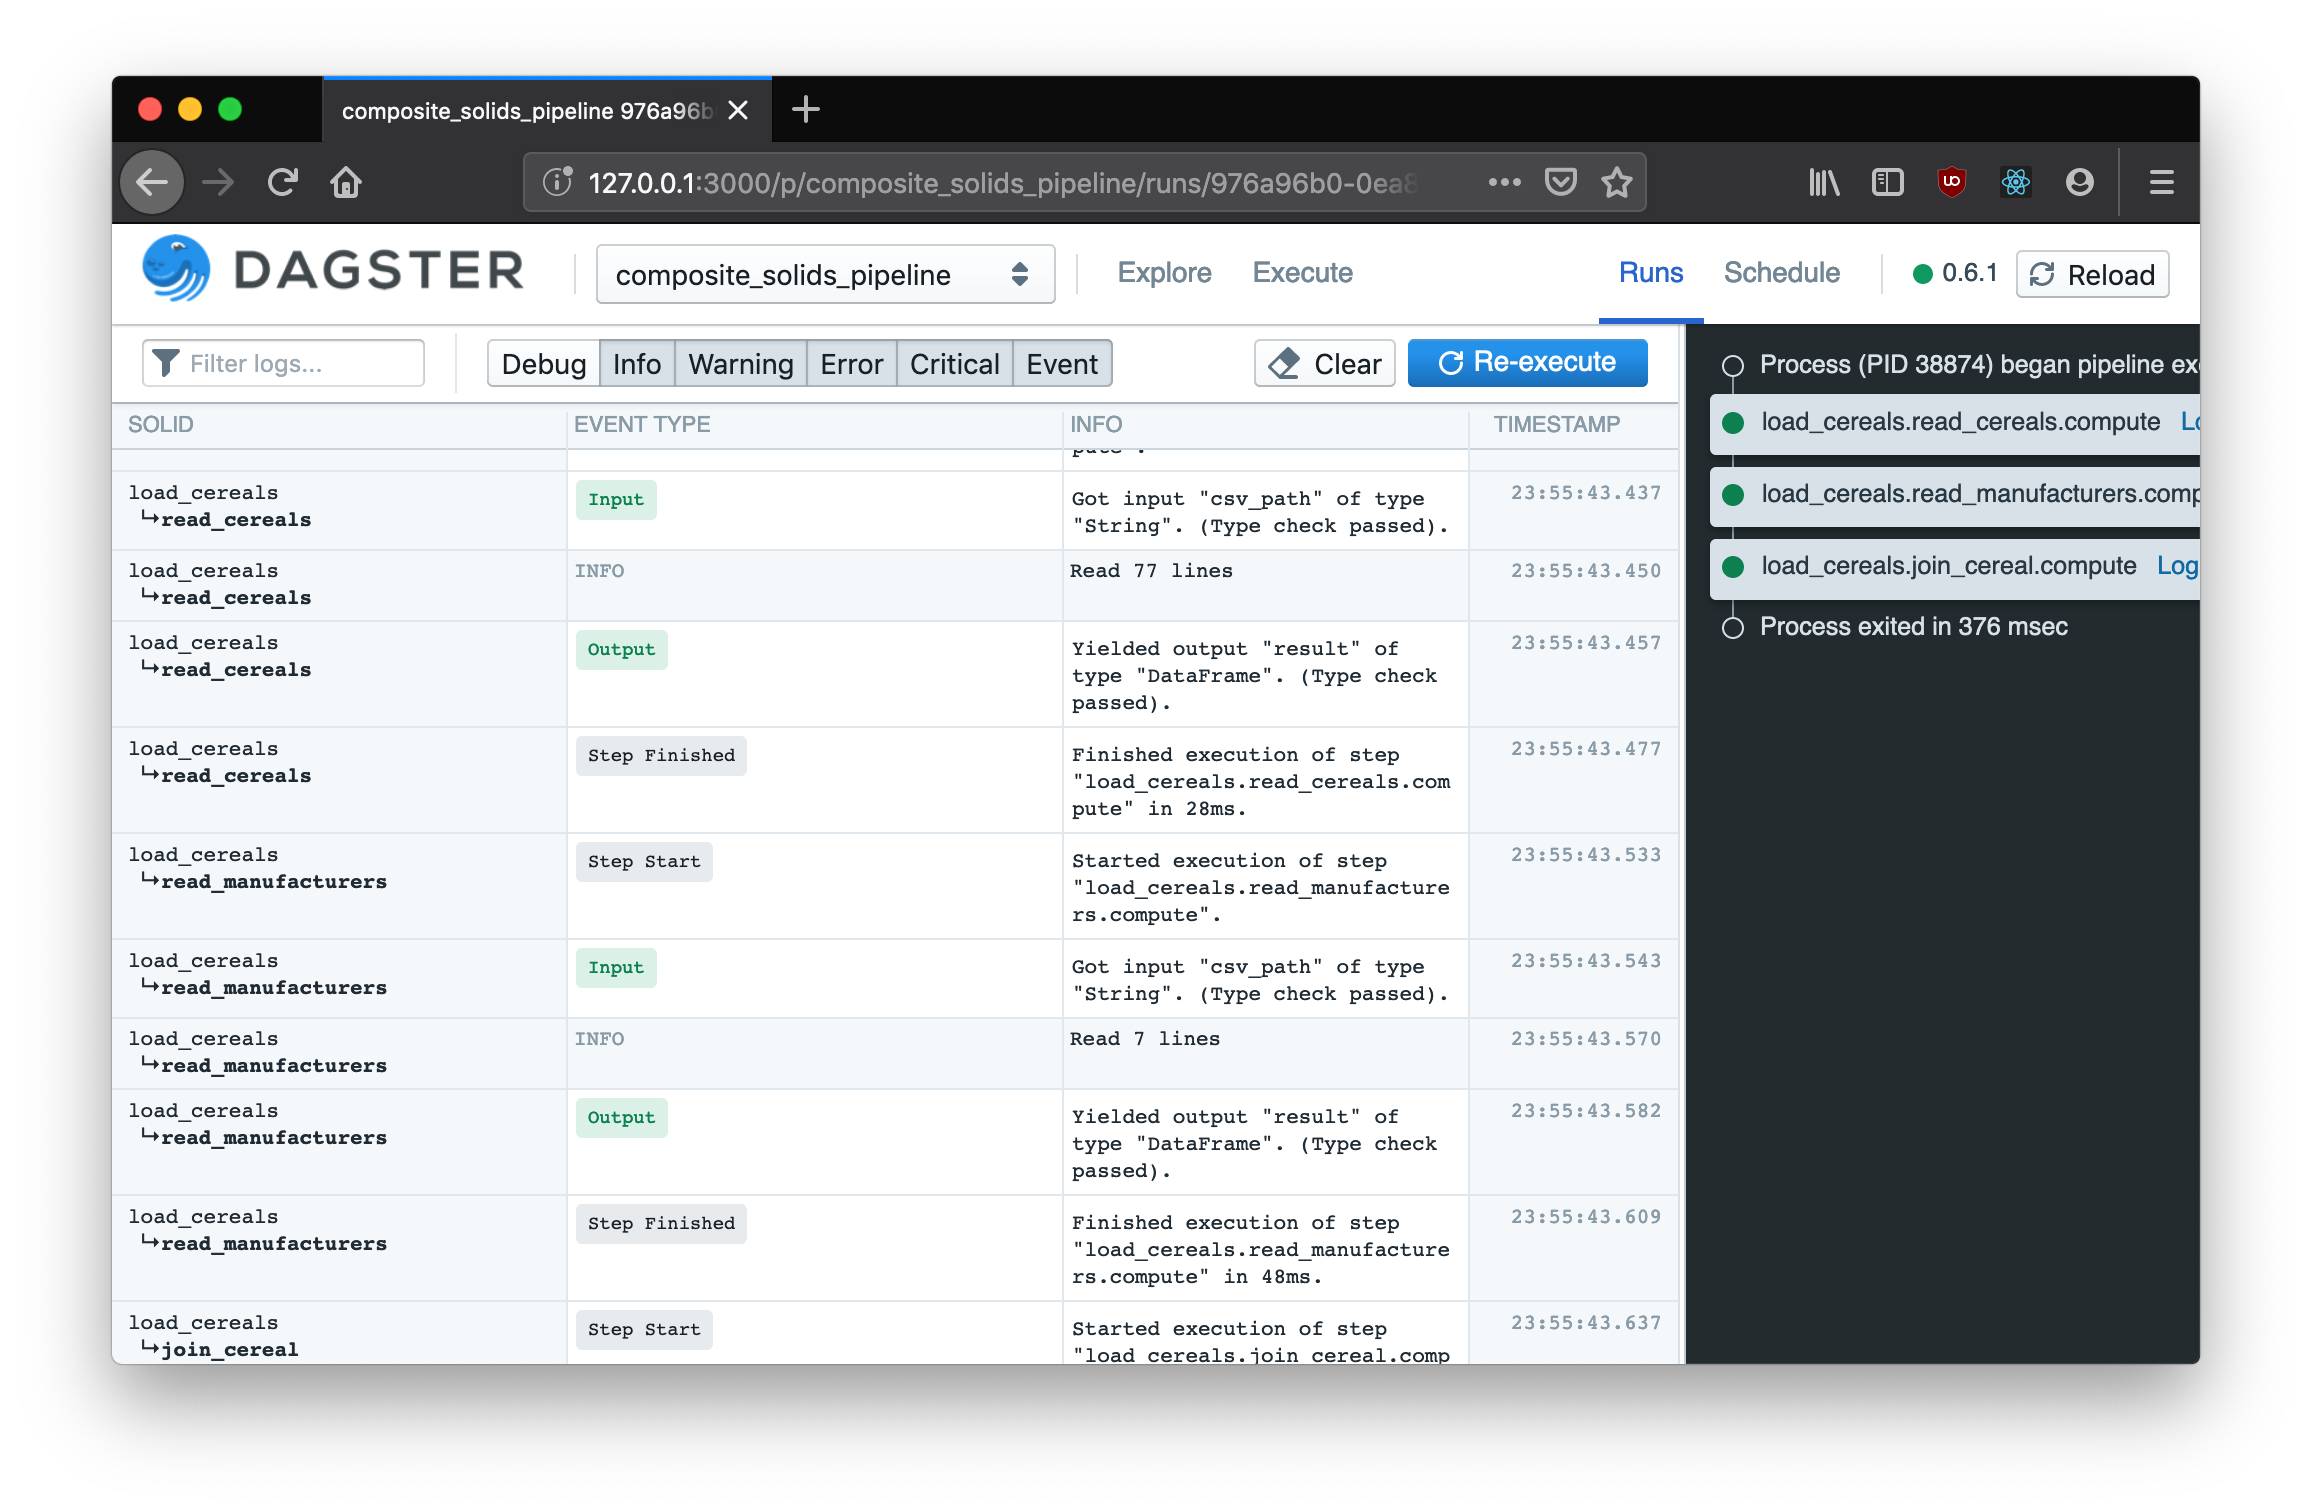 composite_solids_pipeline 976a96b
127.0.0.1:3000/p/composite_solids_pipeline/runs/976a96b0-0ea8
DAGSTER
composite_solids_pipeline
Explore
Execute
Runs
Schedule
0.6.1
Reload
Filter logs...
Debug
Info
Warning
Error
Critical
Event
Clear
Re-execute
SOLID
EVENT TYPE
INFO
TIMESTAMP
load_cereals
↳read_cereals
Input
Got input "csv_path" of type
"String". (Type check passed).
23:55:43.437
load_cereals
↳read_cereals
INFO
Read 77 lines
23:55:43.450
load_cereals
↳read_cereals
Output
Yielded output "result" of
type "DataFrame". (Type check
passed).
23:55:43.457
load_cereals
↳read_cereals
Step Finished
Finished execution of step
"load_cereals.read_cereals.com
pute" in 28ms.
23:55:43.477
load_cereals
↳read_manufacturers
Step Start
Started execution of step
"load_cereals.read_manufacture
rs.compute".
23:55:43.533
load_cereals
↳read_manufacturers
Input
Got input "csv_path" of type
"String". (Type check passed).
23:55:43.543
load_cereals
↳read_manufacturers
INFO
Read 7 lines
23:55:43.570
load_cereals
↳read_manufacturers
Output
Yielded output "result" of
type "DataFrame". (Type check
passed).
23:55:43.582
load_cereals
↳read_manufacturers
Step Finished
Finished execution of step
"load_cereals.read_manufacture
rs.compute" in 48ms.
23:55:43.609
load_cereals
↳join_cereal
Step Start
Started execution of step
"load_cereals.join_cereal.comp
23:55:43.637
Process (PID 38874) began pipeline ex
load_cereals.read_cereals.compute
load_cereals.read_manufacturers.comp
load_cereals.join_cereal.compute Log
Process exited in 376 msec